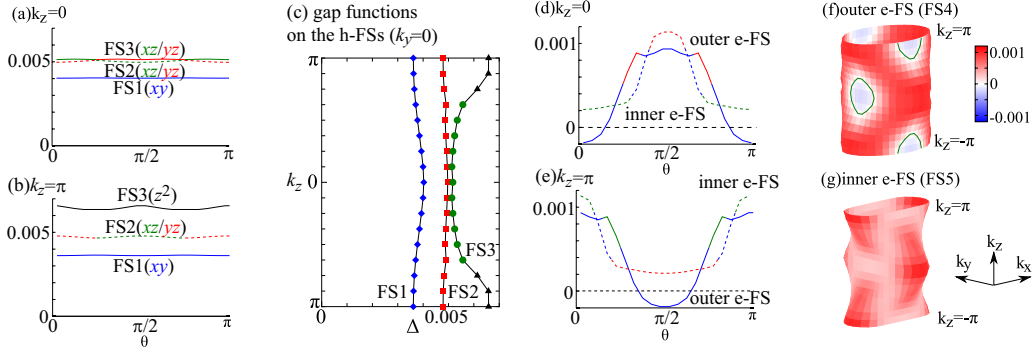 (a)k_z=0
0.005
FS3(xz/yz)
FS2(xz/yz)
FS1(xy)
0
0
π/2
π
θ
(b)k_z=π
FS3(z²)
0.005
FS2(xz/yz)
FS1(xy)
0
0
π/2
π
θ
(c) gap functions
on the h-FSs (k_y=0)
π
k_z 0
π
FS1
FS2
FS3
0
0.005
Δ
(d)k_z=0
0.001
outer e-FS
inner e-FS
0
0
π/2
π
θ
(e)k_z=π
inner e-FS
0.001
0
outer e-FS
0
π/2
π
θ
(f)outer e-FS (FS4)
k_z=π
0.001
0
-0.001
k_z=-π
(g)inner e-FS (FS5)
k_z=π
k_z
k_y
k_x
k_z=-π